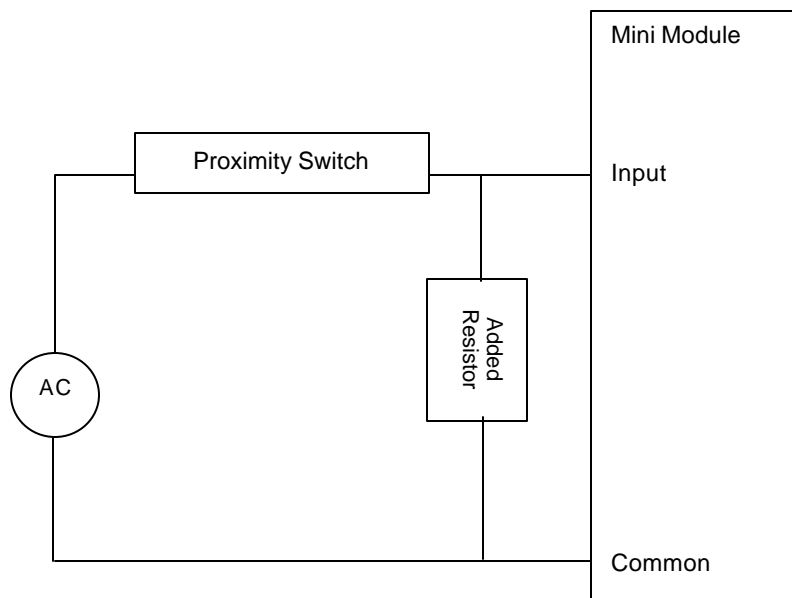 Mini Module
Proximity Switch
Input
Added
Resistor
AC
Common